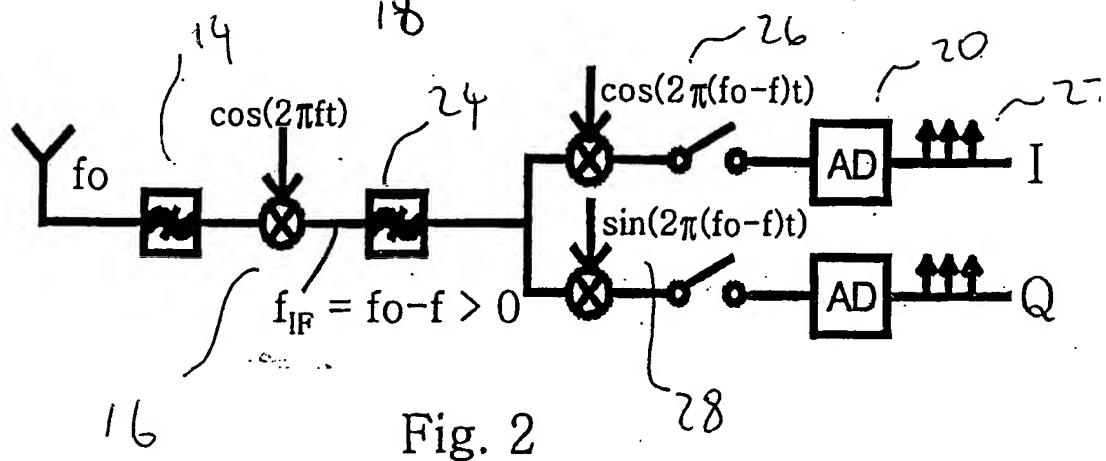 18
14
26
20
cos(2πft)
24
cos(2π(fo-f)t)
fo
AD
I
sin(2π(fo-f)t)
f_IF = fo-f > 0
AD
Q
16
28
Fig. 2